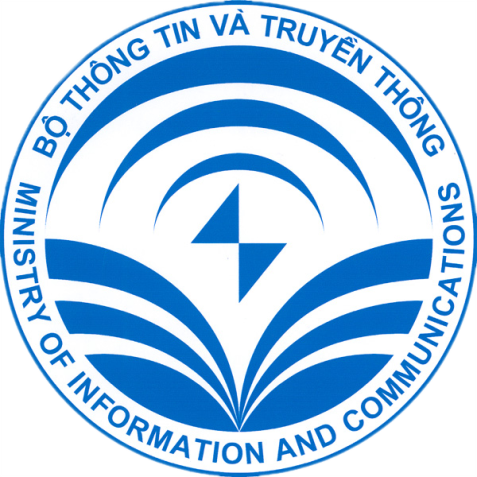 BỘ THÔNG TIN VÀ TRUYỀN THÔNG
MINISTRY OF INFORMATION AND COMMUNICATIONS